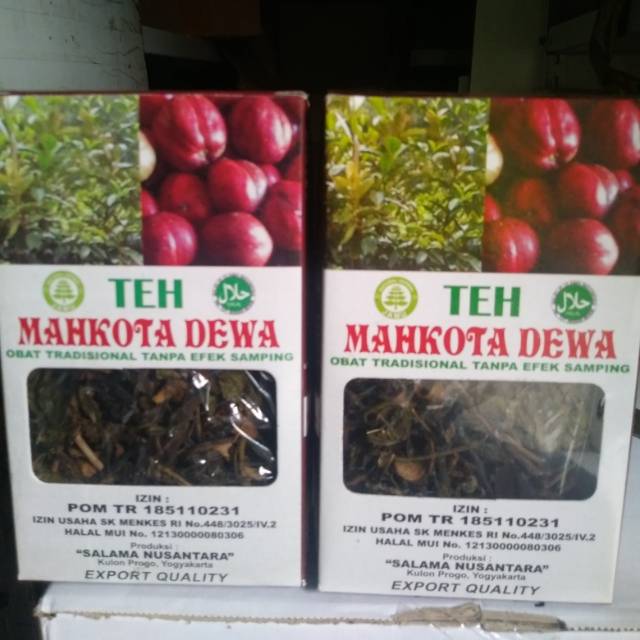 TEH
حلال
MAHKOTA DEWA
OBAT TRADISIONAL TANPA EFEK SAMPING
IZIN :
POM TR 185110231
IZIN USAHA SK MENKES RI No.448/3025/IV.2
HALAL MUI No. 12130000080306
Produksi :
"SALAMA NUSANTARA"
Kulon Progo, Yogyakarta
EXPORT QUALITY
TEH
حلال
MAHKOTA DEWA
OBAT TRADISIONAL TANPA EFEK SAMPING
IZIN :
POM TR 185110231
IZIN USAHA SK MENKES RI No.448/3025/IV.2
HALAL MUI No. 12130000080306
Produksi :
"SALAMA NUSANTARA"
Kulon Progo, Yogyakarta
EXPORT QUALITY